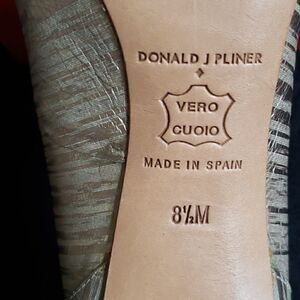 DONALD J PLINER
VERO
CUOIO
MADE IN SPAIN
8½M